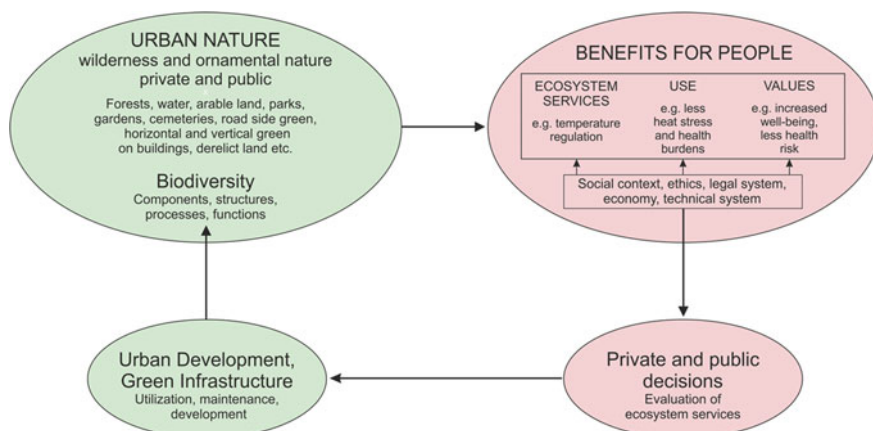 URBAN NATURE
wilderness and ornamental nature
private and public
Forests, water, arable land, parks,
gardens, cemeteries, road side green,
horizontal and vertical green
on buildings, derelict land etc.
Biodiversity
Components, structures,
processes, functions
BENEFITS FOR PEOPLE
ECOSYSTEM
SERVICES
e.g. temperature
regulation
USE
e.g. less
heat stress
and health
burdens
VALUES
e.g. increased
well-being,
less health
risk
Social context, ethics, legal system,
economy, technical system
Urban Development,
Green Infrastructure
Utilization, maintenance,
development
Private and public
decisions
Evaluation of
ecosystem services